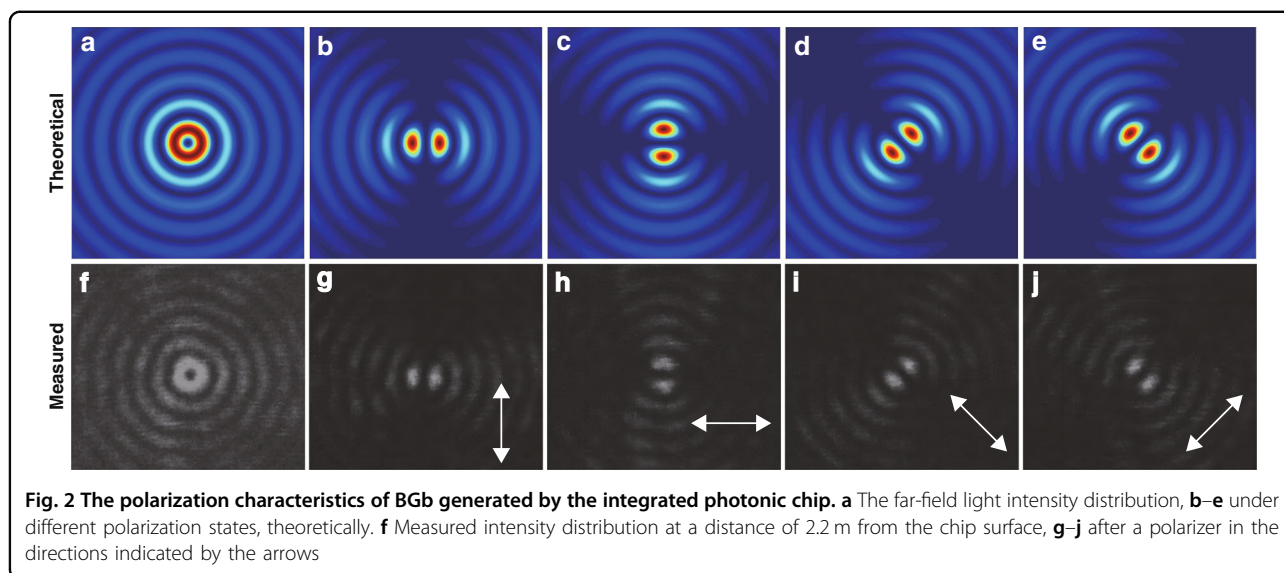 a
b
c
d
e
Theoretical
f
g
h
i
j
Measured
Fig. 2 The polarization characteristics of BGb generated by the integrated photonic chip. a The far-field light intensity distribution, b–e under
different polarization states, theoretically. f Measured intensity distribution at a distance of 2.2 m from the chip surface, g–j after a polarizer in the
directions indicated by the arrows